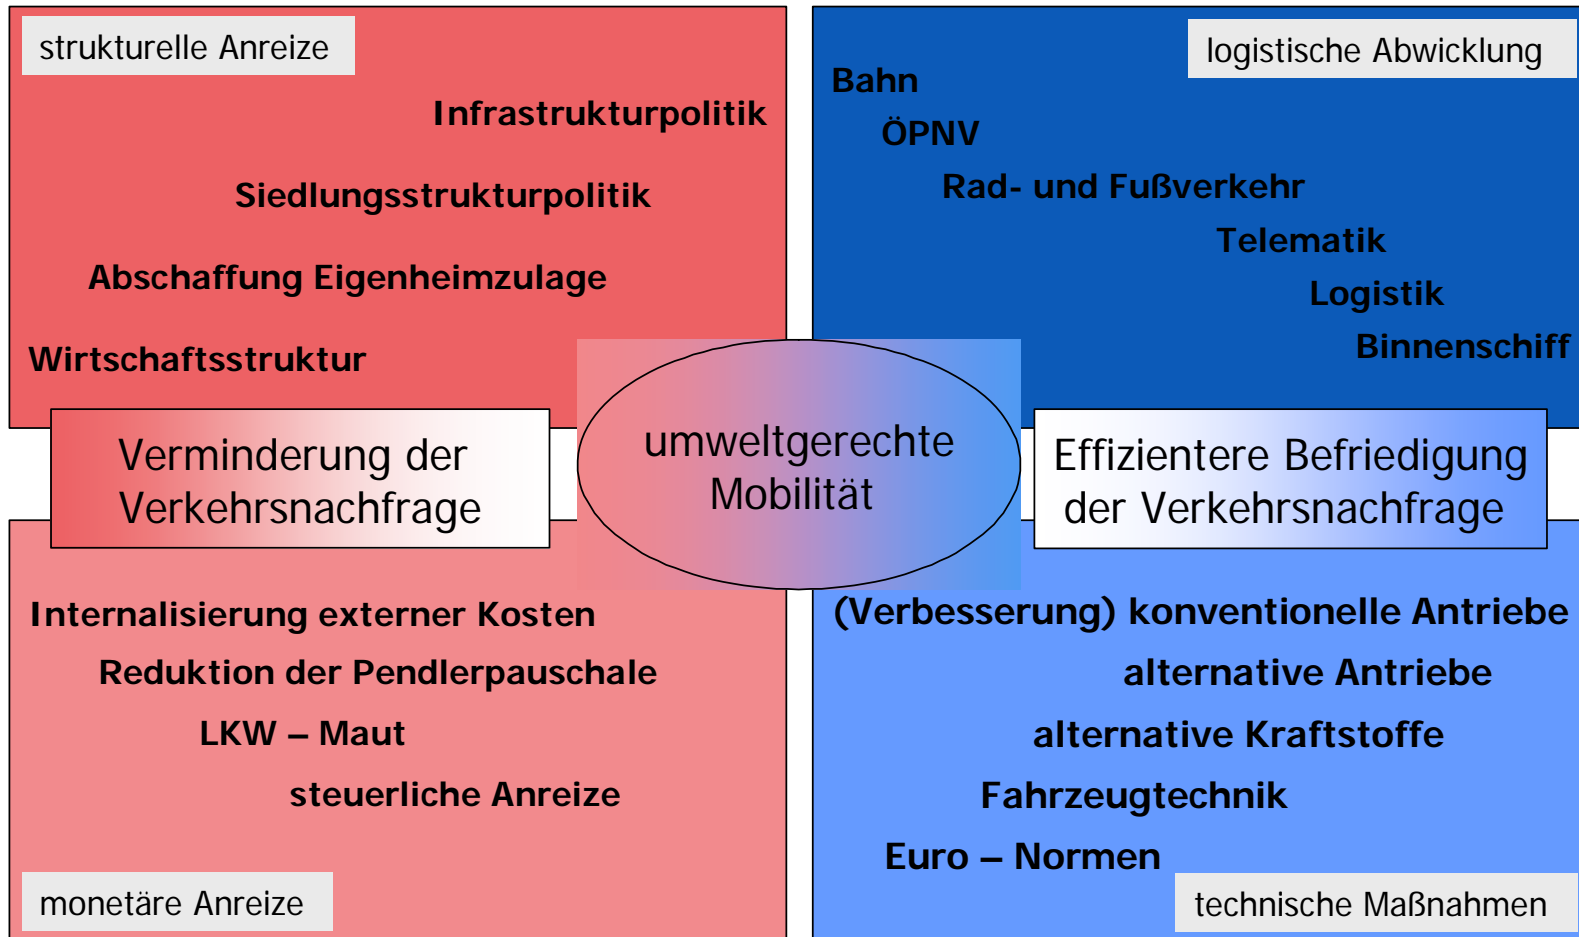 strukturelle Anreize
Infrastrukturpolitik
Siedlungsstrukturpolitik
Abschaffung Eigenheimzulage
Wirtschaftsstruktur
logistische Abwicklung
Bahn
ÖPNV
Rad- und Fußverkehr
Telematik
Logistik
Binnenschiff
Verminderung der
Verkehrsnachfrage
umweltgerechte
Mobilität
Effizientere Befriedigung
der Verkehrsnachfrage
Internalisierung externer Kosten
Reduktion der Pendlerpauschale
LKW – Maut
steuerliche Anreize
monetäre Anreize
(Verbesserung) konventionelle Antriebe
alternative Antriebe
alternative Kraftstoffe
Fahrzeugtechnik
Euro – Normen
technische Maßnahmen